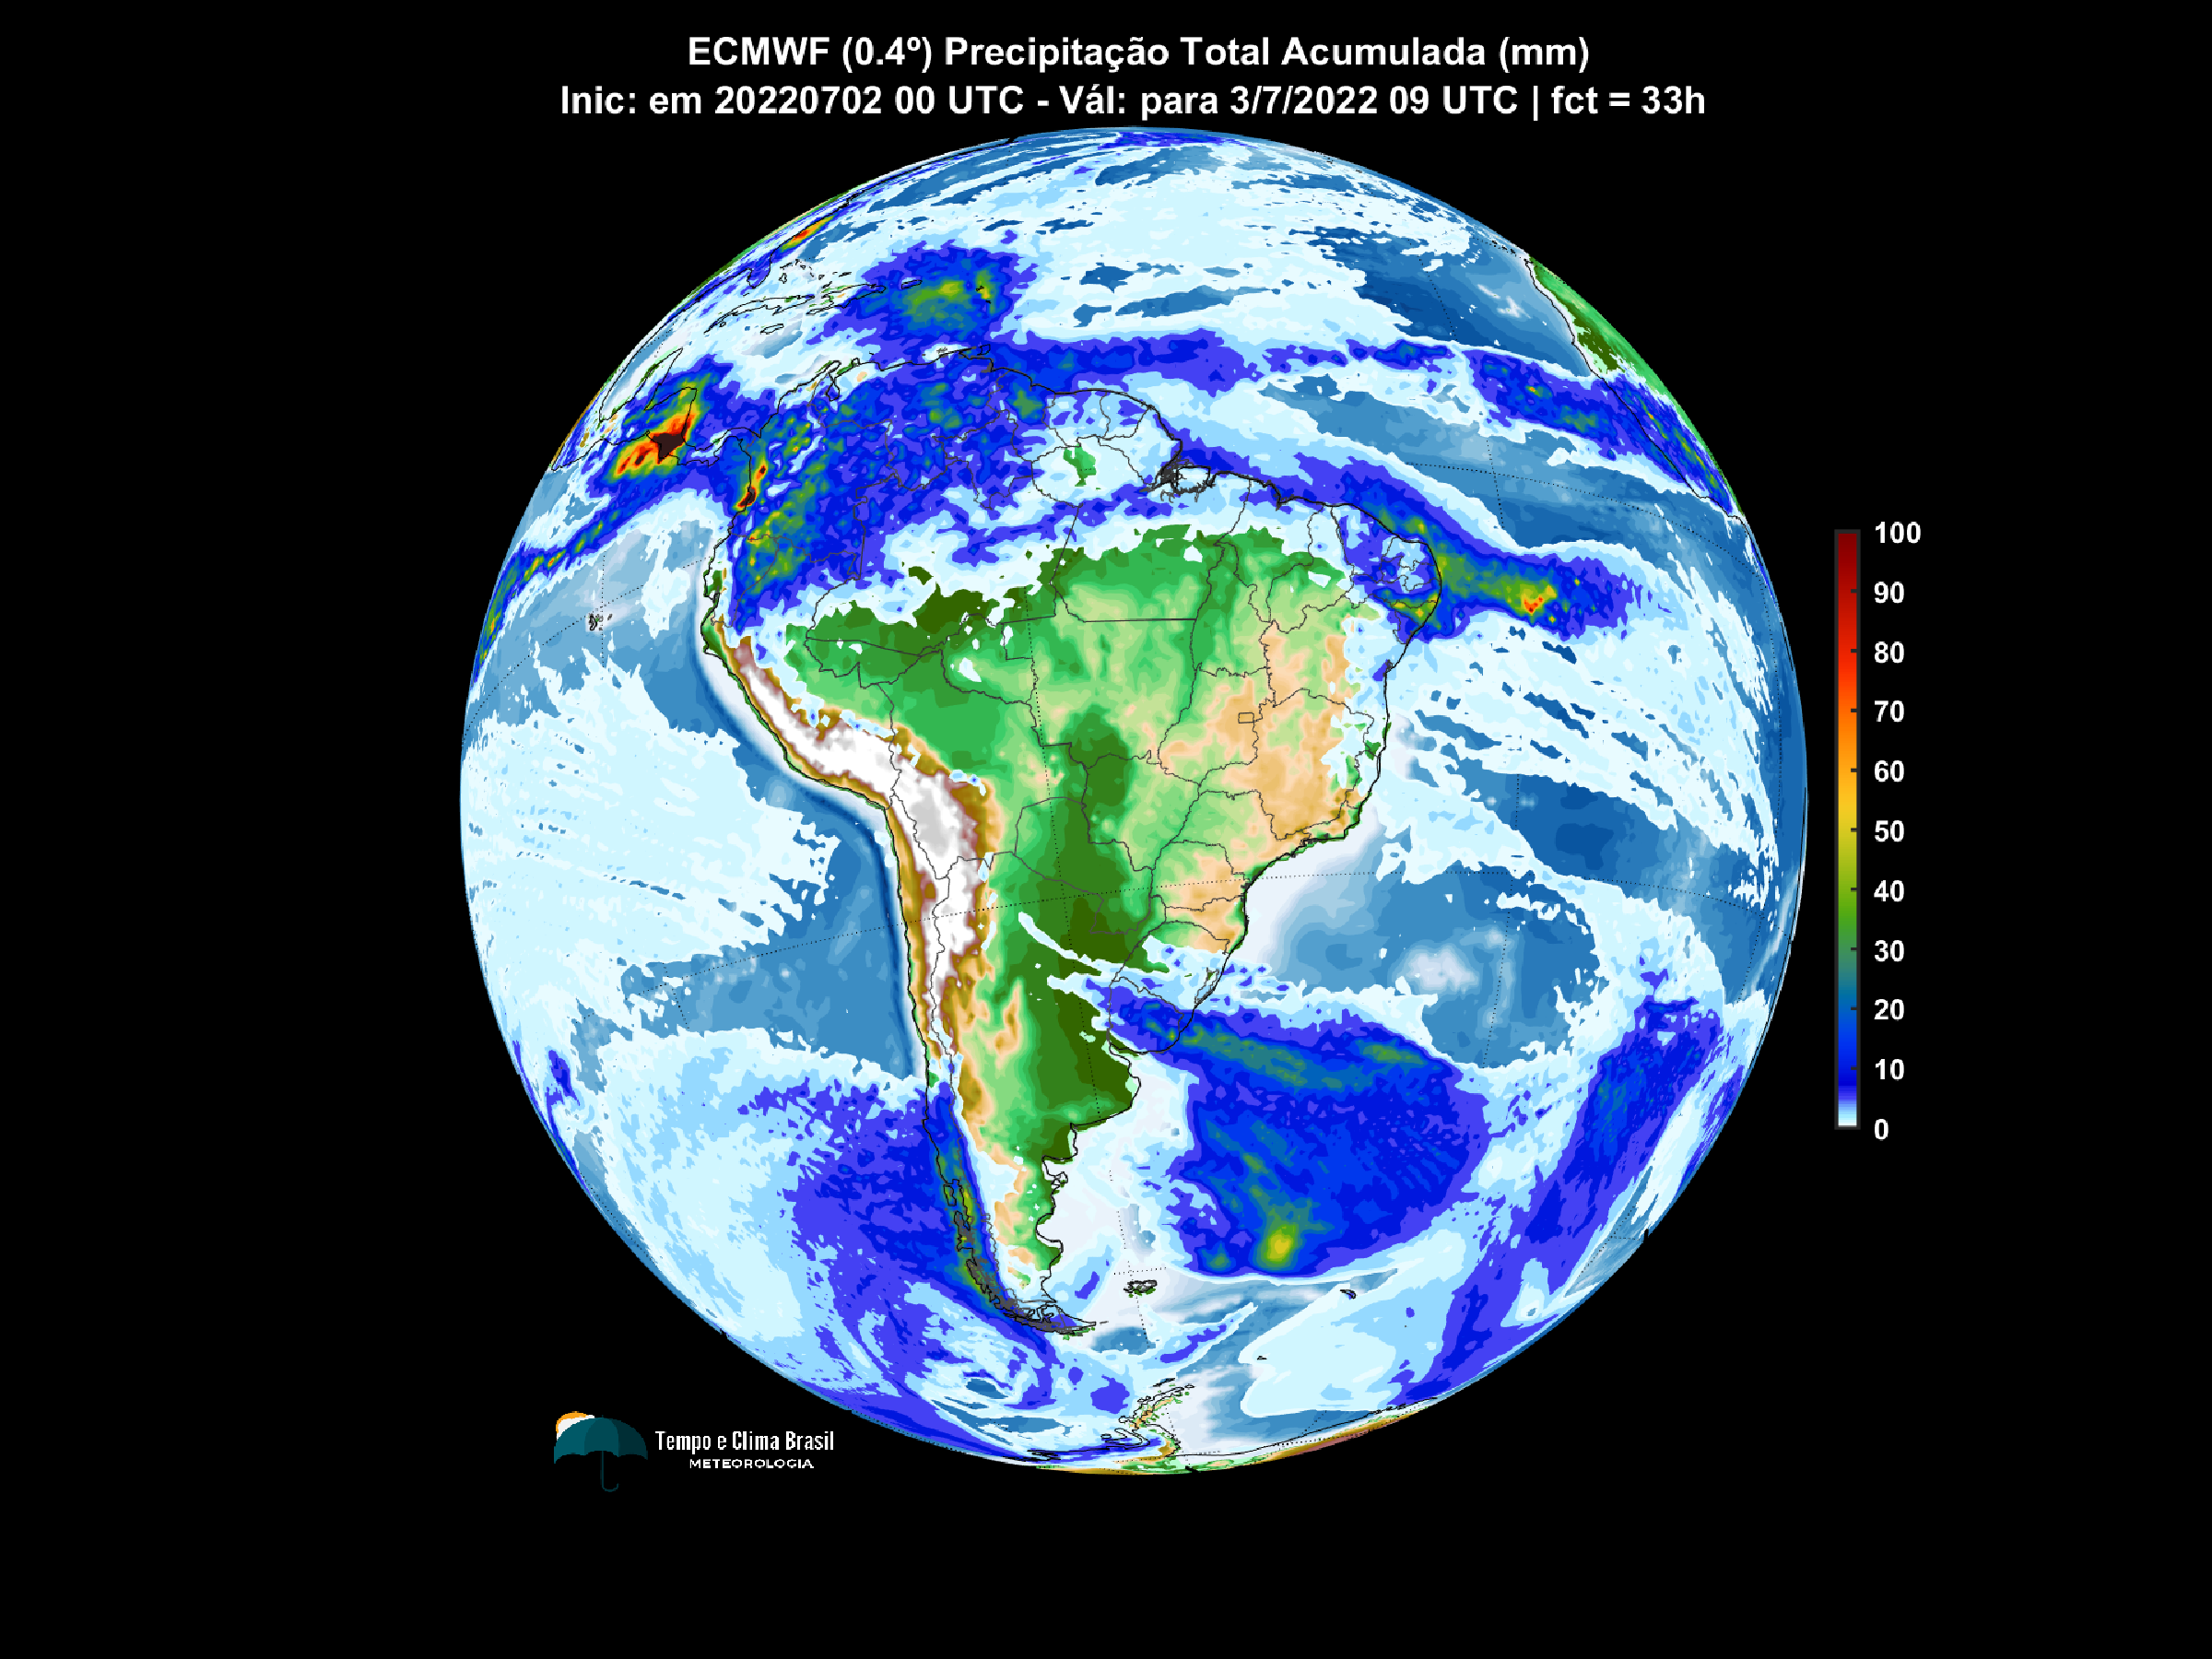 ECMWF (0.4º) Precipitação Total Acumulada (mm)
Inic: em 20220702 00 UTC - Vál: para 3/7/2022 09 UTC | fct = 33h
100
90
80
70
60
50
40
30
20
10
0
Tempo e Clima Brasil
METEOROLOGIA